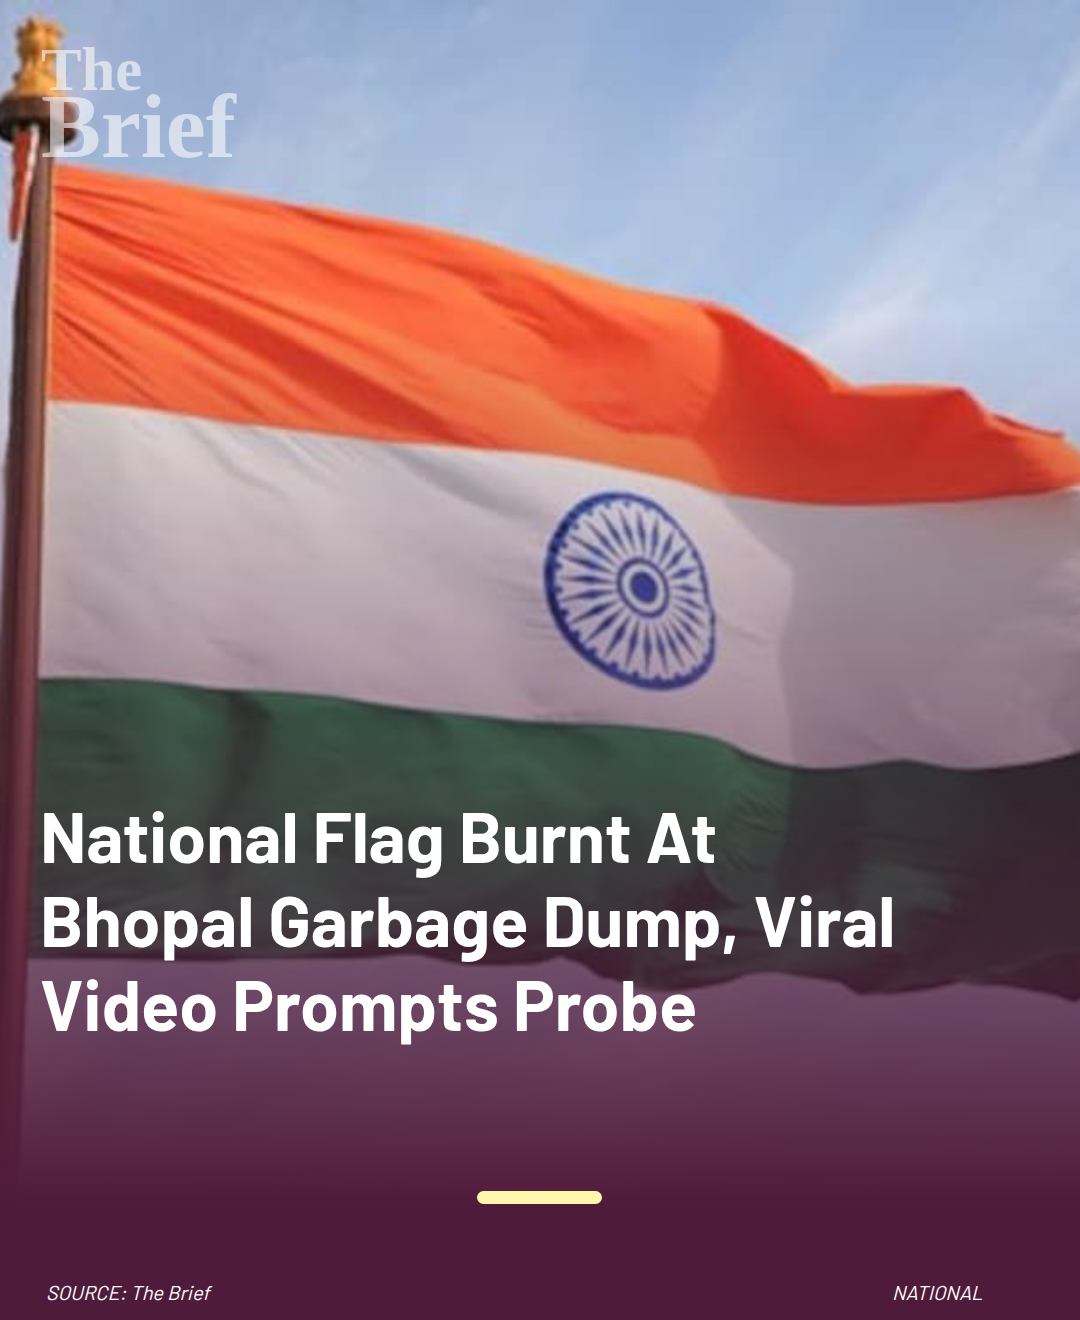 The
Brief
National Flag Burnt At
Bhopal Garbage Dump, Viral
Video Prompts Probe
SOURCE: The Brief
NATIONAL